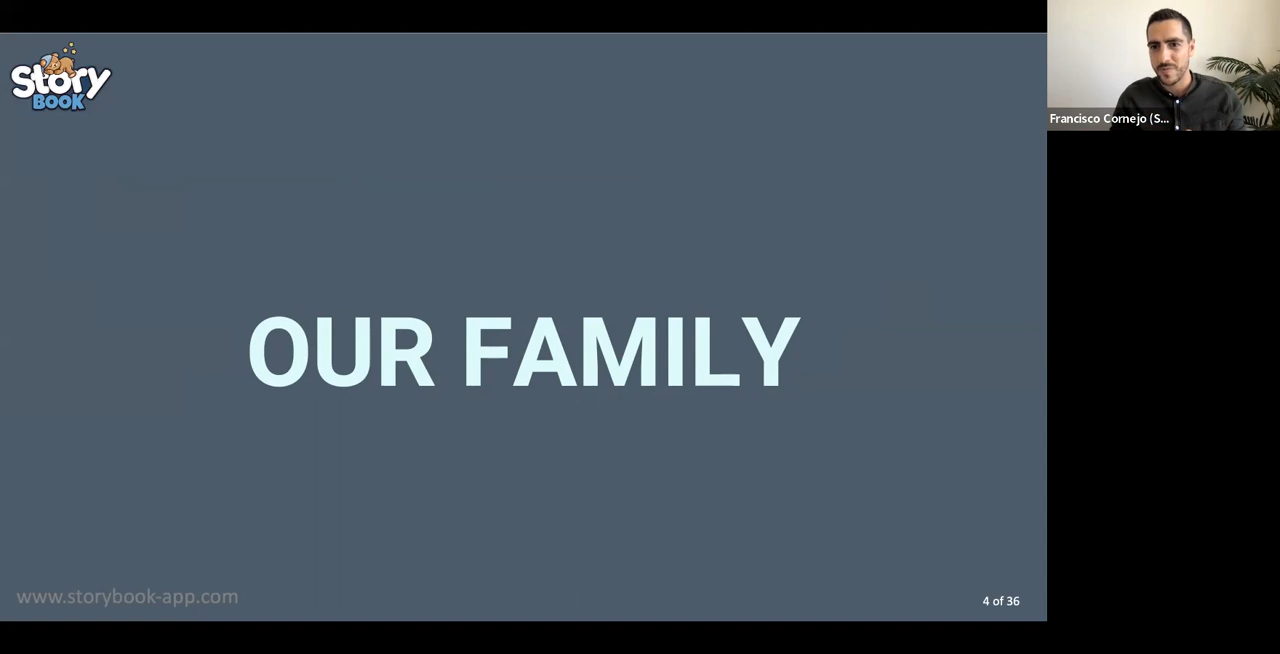 Story
BOOK
Francisco Cornejo (S...
OUR FAMILY
www.storybook-app.com
4 of 36